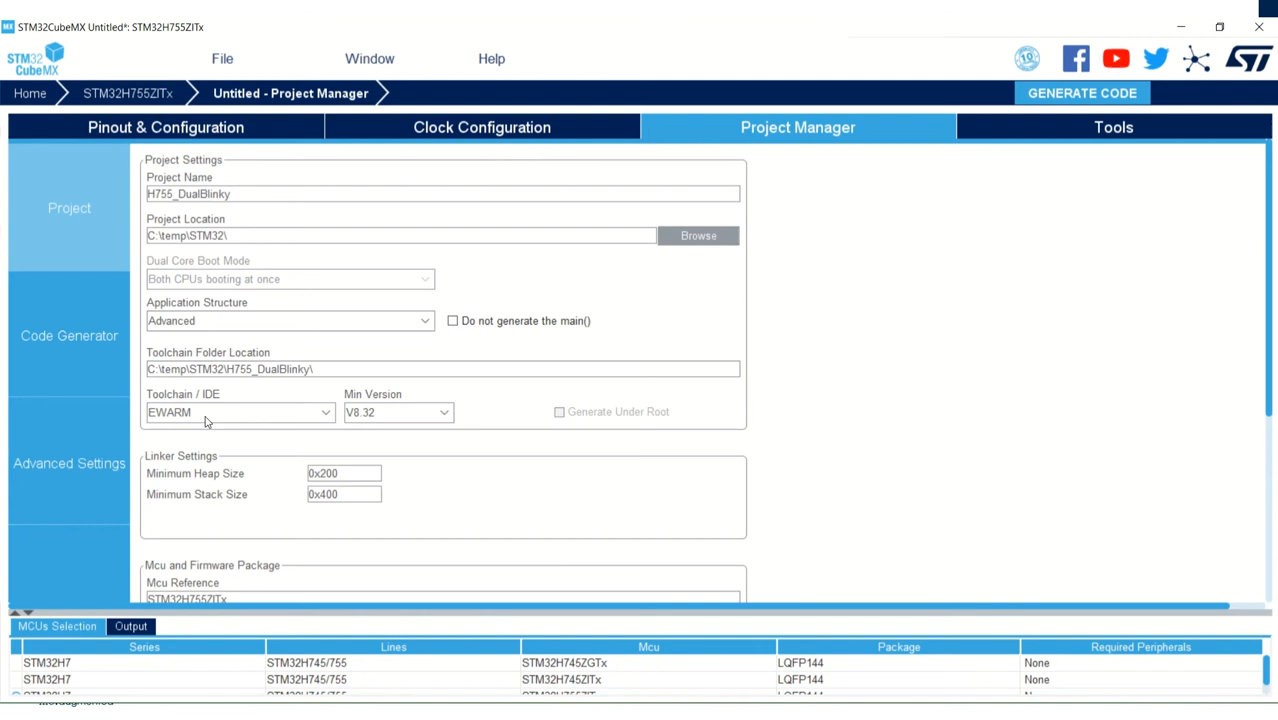 MX STM32CubeMX Untitled*: STM32H755ZITx
STM32
CubeMX
File Window Help
10
ST
Home STM32H755ZITx Untitled - Project Manager GENERATE CODE
Pinout & Configuration Clock Configuration Project Manager Tools
Project
Code Generator
Advanced Settings
Project Settings
Project Name
H755_DualBlinky
Project Location
C:\temp\STM32\ Browse
Dual Core Boot Mode
Both CPUs booting at once
Application Structure
Advanced Do not generate the main()
Toolchain Folder Location
C:\temp\STM32\H755_DualBlinky\
Toolchain / IDE Min Version
EWARM V8.32 Generate Under Root
Linker Settings
Minimum Heap Size 0x200
Minimum Stack Size 0x400
Mcu and Firmware Package
Mcu Reference
STM32H755ZITx
MCUs Selection Output
Series Lines Mcu Package Required Peripherals
STM32H7 STM32H745/755 STM32H745ZGTx LQFP144 None
STM32H7 STM32H745/755 STM32H745ZITx LQFP144 None